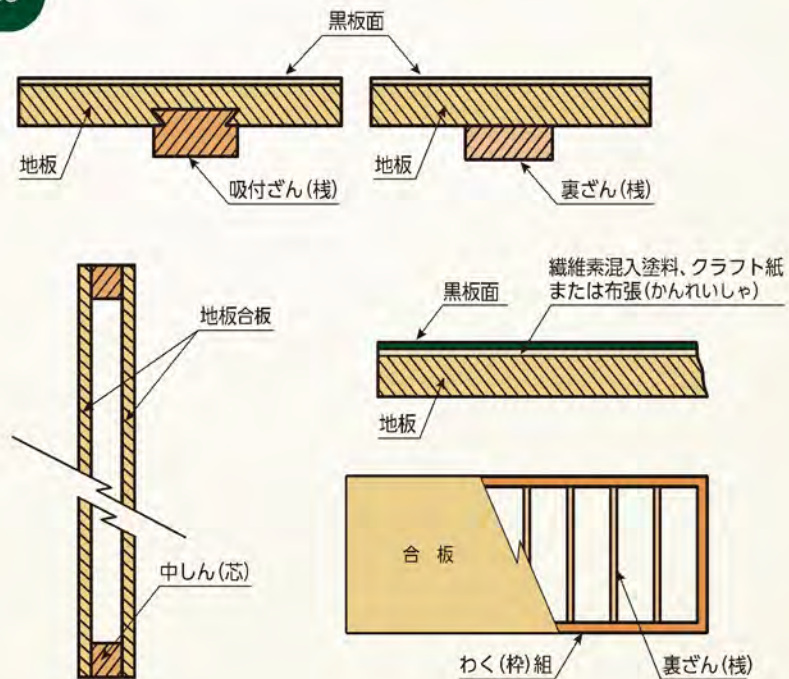 黒板面
地板
吸付ざん(桟)
地板
裏ざん(桟)
地板合板
中しん(芯)
繊維素混入塗料、クラフト紙
または布張(かんれいしゃ)
黒板面
地板
合 板
わく(枠)組
裏ざん(桟)